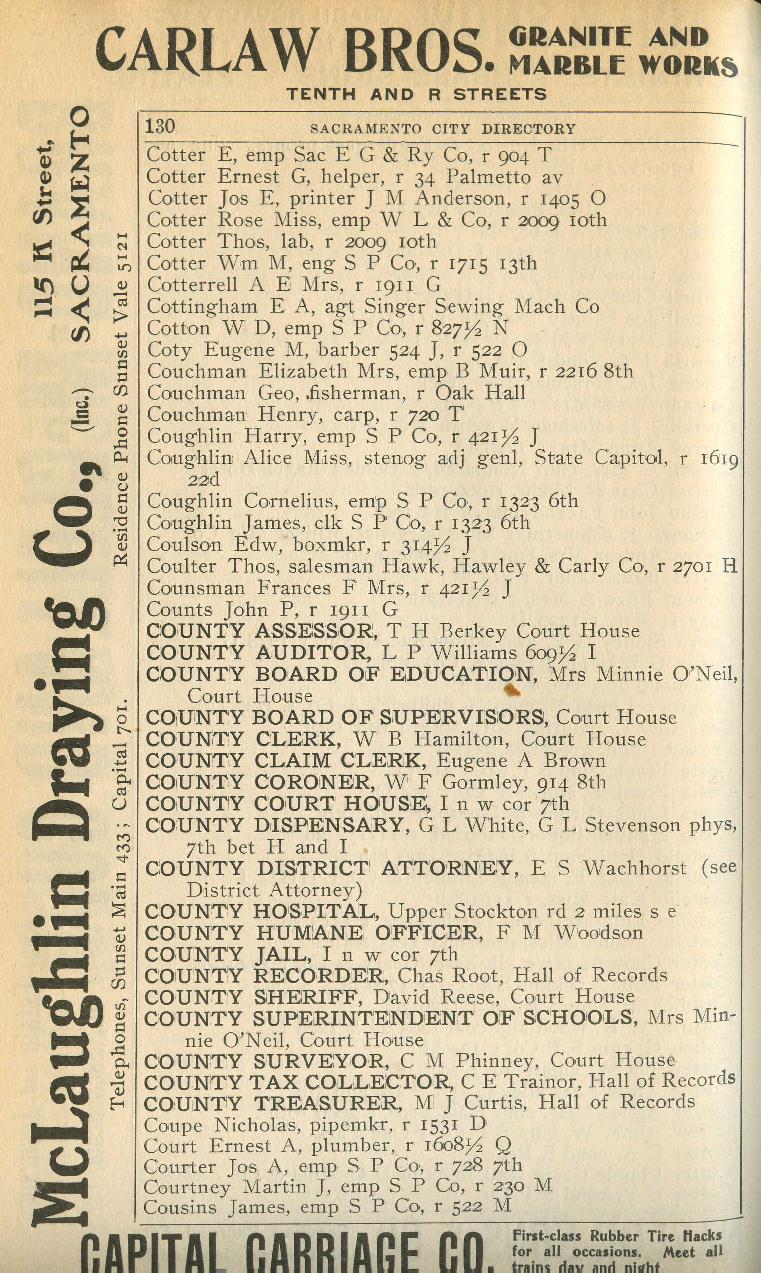 CARLAW BROS. GRANITE AND
MARBLE WORKS
TENTH AND R STREETS
McLaughlin Draying Co., (Inc.) 115 K Street,
SACRAMENTO
Telephones, Sunset Main 433; Capital 701. Residence Phone Sunset Vale 5121
130 SACRAMENTO CITY DIRECTORY
Cotter E, emp Sac E G & Ry Co, r 904 T
Cotter Ernest G, helper, r 34 Palmetto av
Cotter Jos E, printer J M Anderson, r 1405 O
Cotter Rose Miss, emp W L & Co, r 2009 10th
Cotter Thos, lab, r 2009 10th
Cotter Wm M, eng S P Co, r 1715 13th
Cotterrell A E Mrs, r 1911 G
Cottingham E A, agt Singer Sewing Mach Co
Cotton W D, emp S P Co, r 827½ N
Coty Eugene M, barber 524 J, r 522 O
Couchman Elizabeth Mrs, emp B Muir, r 2216 8th
Couchman Geo, fisherman, r Oak Hall
Couchman Henry, carp, r 720 T
Coughlin Harry, emp S P Co, r 421½ J
Coughlin Alice Miss, stenog adj genl, State Capitol, r 1619
22d
Coughlin Cornelius, emp S P Co, r 1323 6th
Coughlin James, clk S P Co, r 1323 6th
Coulson Edw, boxmkr, r 314½ J
Coulter Thos, salesman Hawk, Hawley & Carly Co, r 2701 H
Counsman Frances F Mrs, r 421½ J
Counts John P, r 1911 G
COUNTY ASSESSOR, T H Berkey Court House
COUNTY AUDITOR, L P Williams 609½ I
COUNTY BOARD OF EDUCATION, Mrs Minnie O'Neil,
Court House
COUNTY BOARD OF SUPERVISORS, Court House
COUNTY CLERK, W B Hamilton, Court House
COUNTY CLAIM CLERK, Eugene A Brown
COUNTY CORONER, W F Gormley, 914 8th
COUNTY COURT HOUSE, I n w cor 7th
COUNTY DISPENSARY, G L White, G L Stevenson phys,
7th bet H and I
COUNTY DISTRICT ATTORNEY, E S Wachhorst (see
District Attorney)
COUNTY HOSPITAL, Upper Stockton rd 2 miles s e
COUNTY HUMANE OFFICER, F M Woodson
COUNTY JAIL, I n w cor 7th
COUNTY RECORDER, Chas Root, Hall of Records
COUNTY SHERIFF, David Reese, Court House
COUNTY SUPERINTENDENT OF SCHOOLS, Mrs Min-
nie O'Neil, Court House
COUNTY SURVEYOR, C M Phinney, Court House
COUNTY TAX COLLECTOR, C E Trainor, Hall of Records
COUNTY TREASURER, M J Curtis, Hall of Records
Coupe Nicholas, pipemkr, r 1531 D
Court Ernest A, plumber, r 1608½ Q
Courter Jos A, emp S P Co, r 728 7th
Courtney Martin J, emp S P Co, r 230 M
Cousins James, emp S P Co, r 522 M
CAPITAL CARRIAGE CO. First-class Rubber Tire Hacks
for all occasions. Meet all
trains day and night